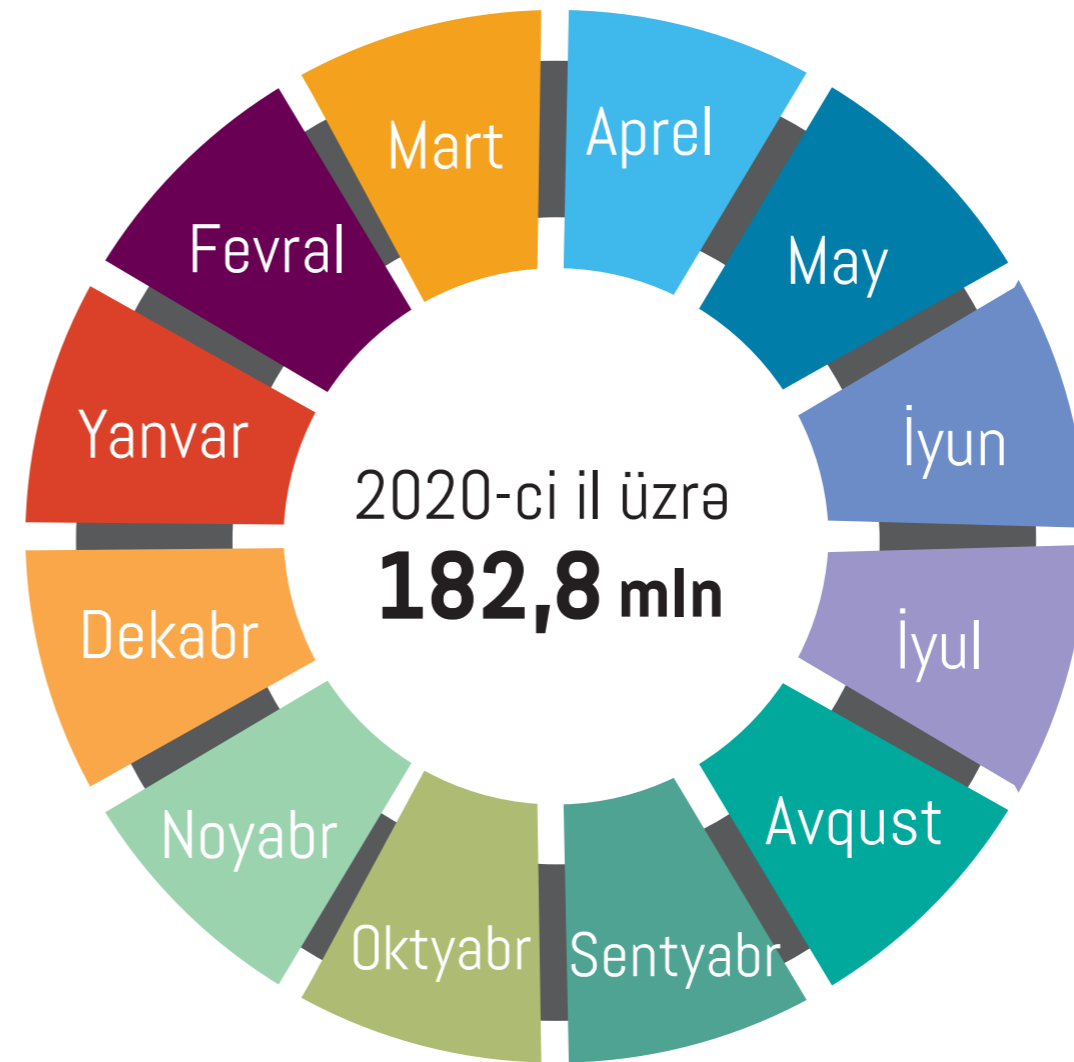 Yanvar
Fevral
Mart
Aprel
May
İyun
İyul
Avqust
Sentyabr
Oktyabr
Noyabr
Dekabr
2020-ci il üzrə
182,8 mln